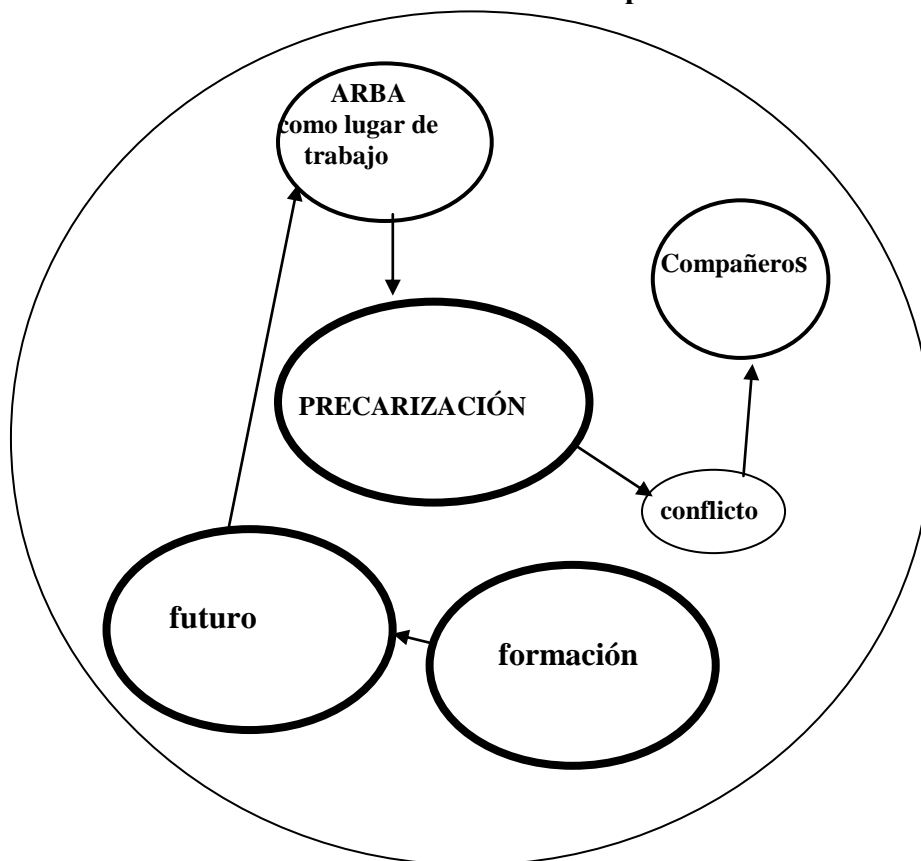 ARBA
como lugar de
trabajo
Compañeros
PRECARIZACIÓN
conflicto
futuro
formación